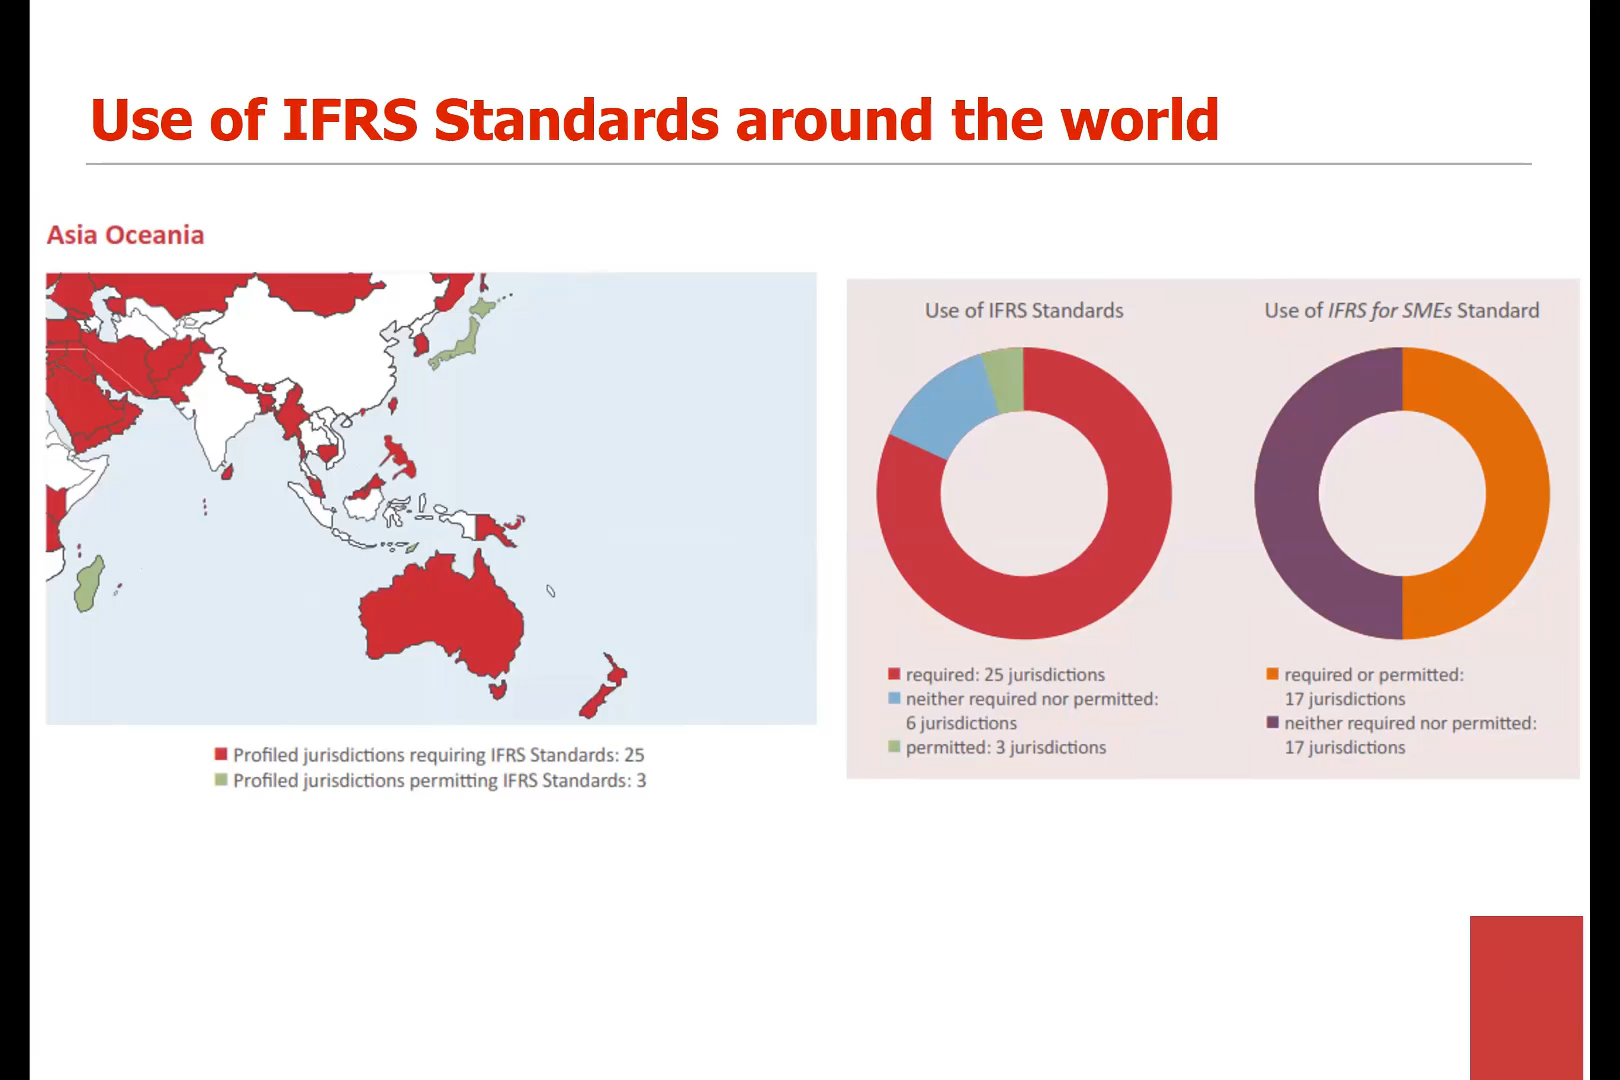 Use of IFRS Standards around the world
Asia Oceania
Profiled jurisdictions requiring IFRS Standards: 25
Profiled jurisdictions permitting IFRS Standards: 3
Use of IFRS Standards
required: 25 jurisdictions
neither required nor permitted:
6 jurisdictions
permitted: 3 jurisdictions
Use of IFRS for SMEs Standard
required or permitted:
17 jurisdictions
neither required nor permitted:
17 jurisdictions